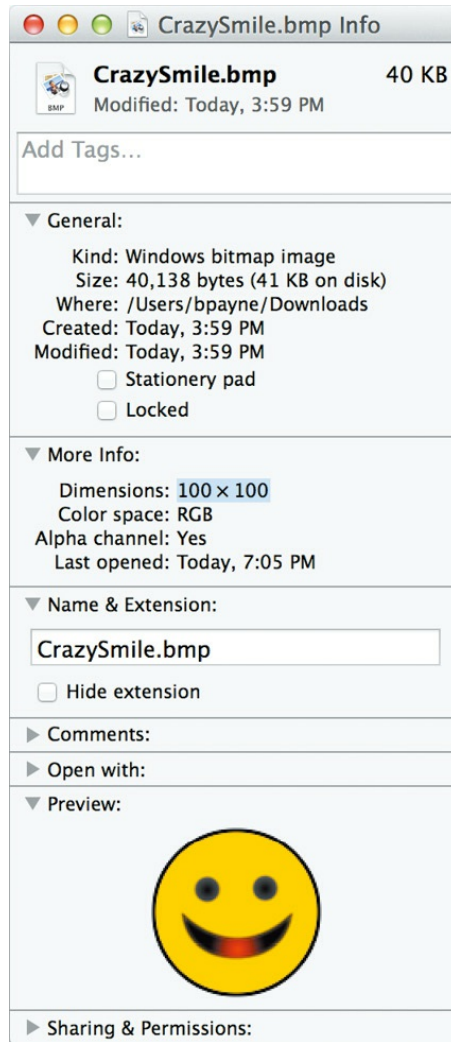 CrazySmile.bmp Info
CrazySmile.bmp 40 KB
Modified: Today, 3:59 PM
BMP
Add Tags...
General:
Kind: Windows bitmap image
Size: 40,138 bytes (41 KB on disk)
Where: /Users/bpayne/Downloads
Created: Today, 3:59 PM
Modified: Today, 3:59 PM
Stationery pad
Locked
More Info:
Dimensions: 100 × 100
Color space: RGB
Alpha channel: Yes
Last opened: Today, 7:05 PM
Name & Extension:
CrazySmile.bmp
Hide extension
Comments:
Open with:
Preview:
Sharing & Permissions: